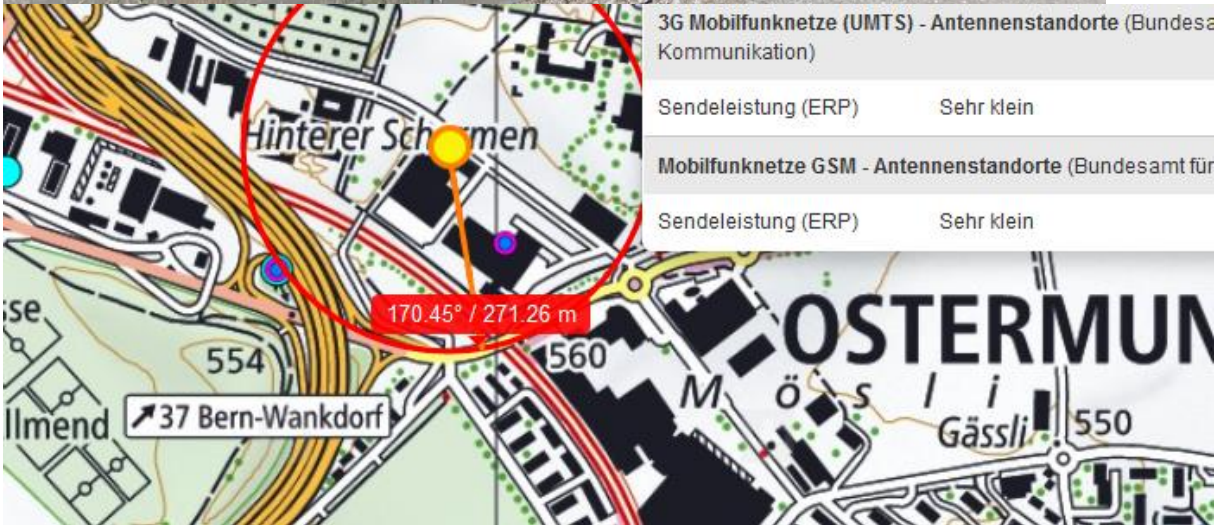 3G Mobilfunknetze (UMTS) - Antennenstandorte (Bundesa
Kommunikation)
Sendeleistung (ERP) Sehr klein
Mobilfunknetze GSM - Antennenstandorte (Bundesamt für
Sendeleistung (ERP) Sehr klein
Hinterer Sch rmen
170.45° / 271.26 m
sse
554
560
OSTERMUN
M ö s l i
llmend
37 Bern-Wankdorf
Gässli
550